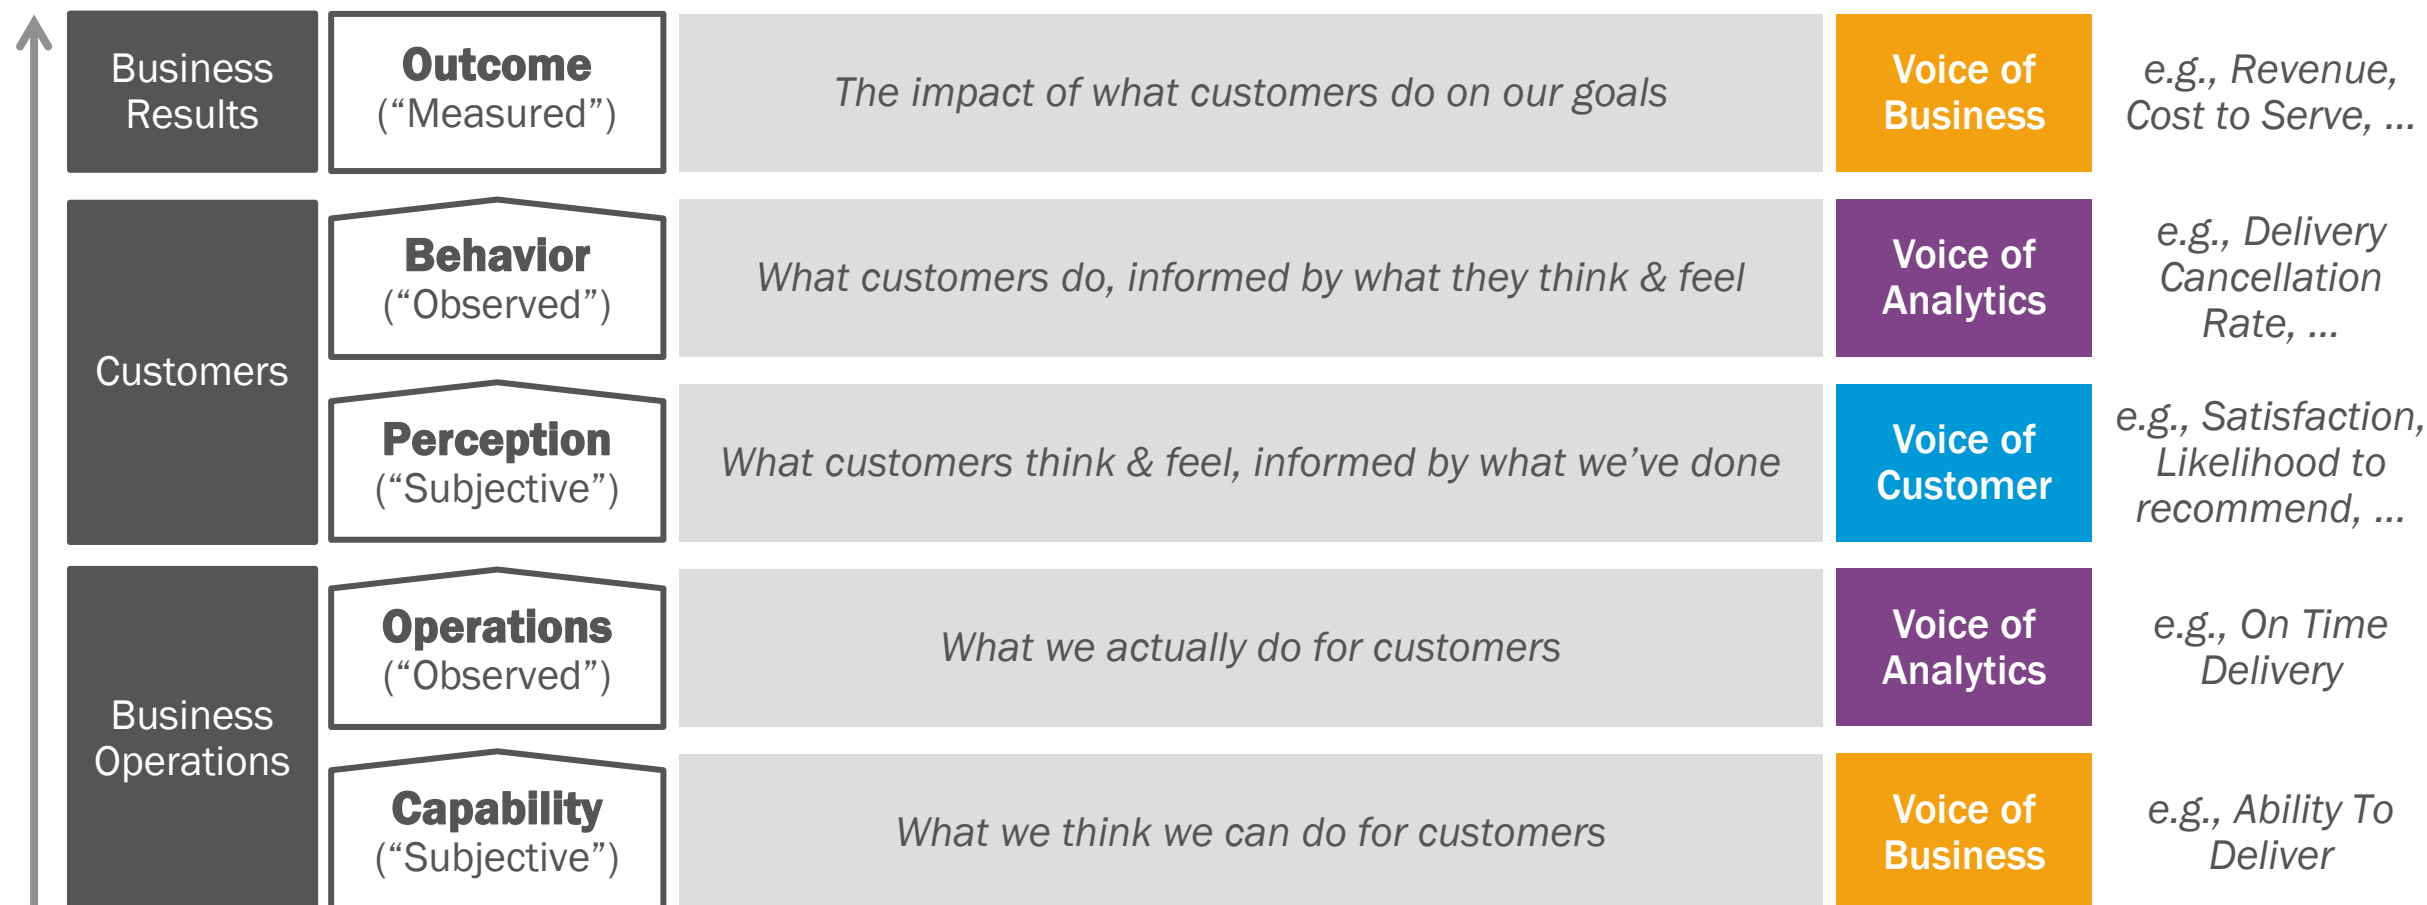 Business
Results
Outcome
(“Measured”)
The impact of what customers do on our goals
Voice of
Business
e.g., Revenue,
Cost to Serve, ...
Customers
Behavior
(“Observed”)
What customers do, informed by what they think & feel
Voice of
Analytics
e.g., Delivery
Cancellation
Rate, ...
Perception
(“Subjective”)
What customers think & feel, informed by what we’ve done
Voice of
Customer
e.g., Satisfaction,
Likelihood to
recommend, ...
Business
Operations
Operations
(“Observed”)
What we actually do for customers
Voice of
Analytics
e.g., On Time
Delivery
Capability
(“Subjective”)
What we think we can do for customers
Voice of
Business
e.g., Ability To
Deliver